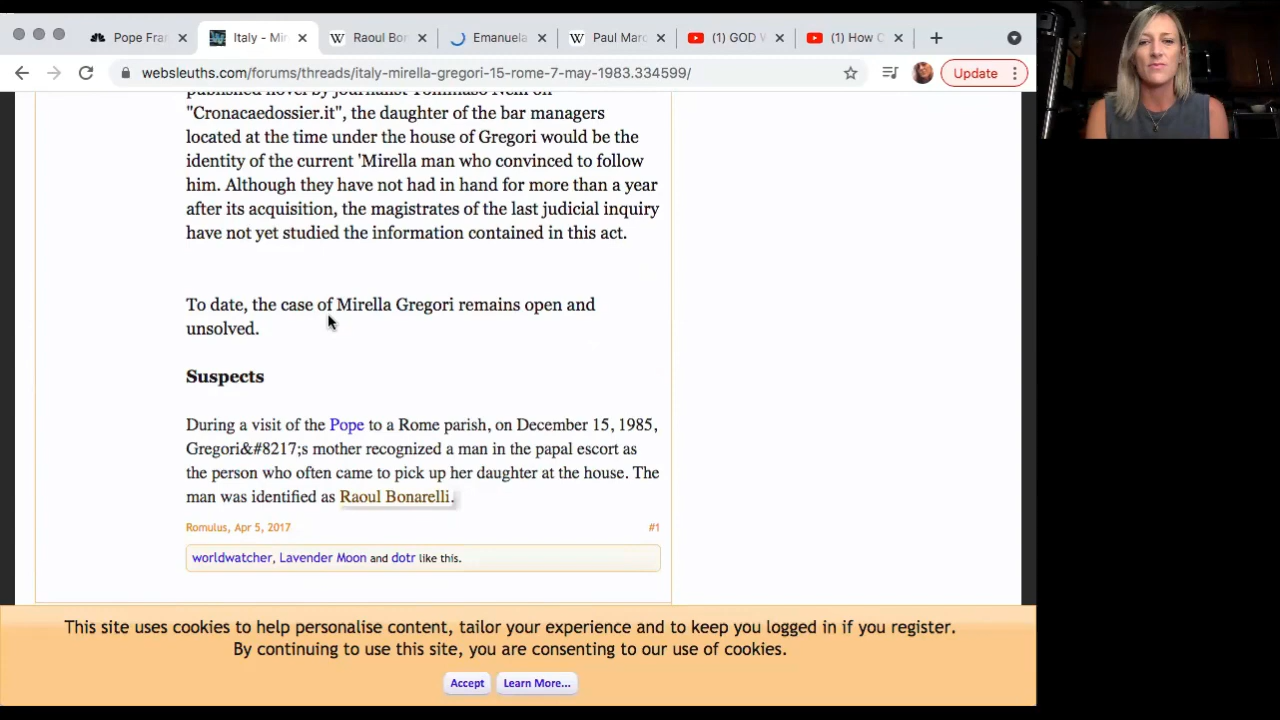 Pope Fra
Italy - Mir
Raoul Bon
Emanuela
Paul Marc
(1) GOD W
(1) How C
websleuths.com/forums/threads/italy-mirella-gregori-15-rome-7-may-1983.334599/
Update
published novel by journalist Tommaso Nelli on
"Cronacaedossier.it", the daughter of the bar managers
located at the time under the house of Gregori would be the
identity of the current 'Mirella man who convinced to follow
him. Although they have not had in hand for more than a year
after its acquisition, the magistrates of the last judicial inquiry
have not yet studied the information contained in this act.
To date, the case of Mirella Gregori remains open and
unsolved.
Suspects
During a visit of the Pope to a Rome parish, on December 15, 1985,
Gregori&#8217;s mother recognized a man in the papal escort as
the person who often came to pick up her daughter at the house. The
man was identified as Raoul Bonarelli.
Romulus, Apr 5, 2017 #1
worldwatcher, Lavender Moon and dotr like this.
This site uses cookies to help personalise content, tailor your experience and to keep you logged in if you register.
By continuing to use this site, you are consenting to our use of cookies.
Accept Learn More...